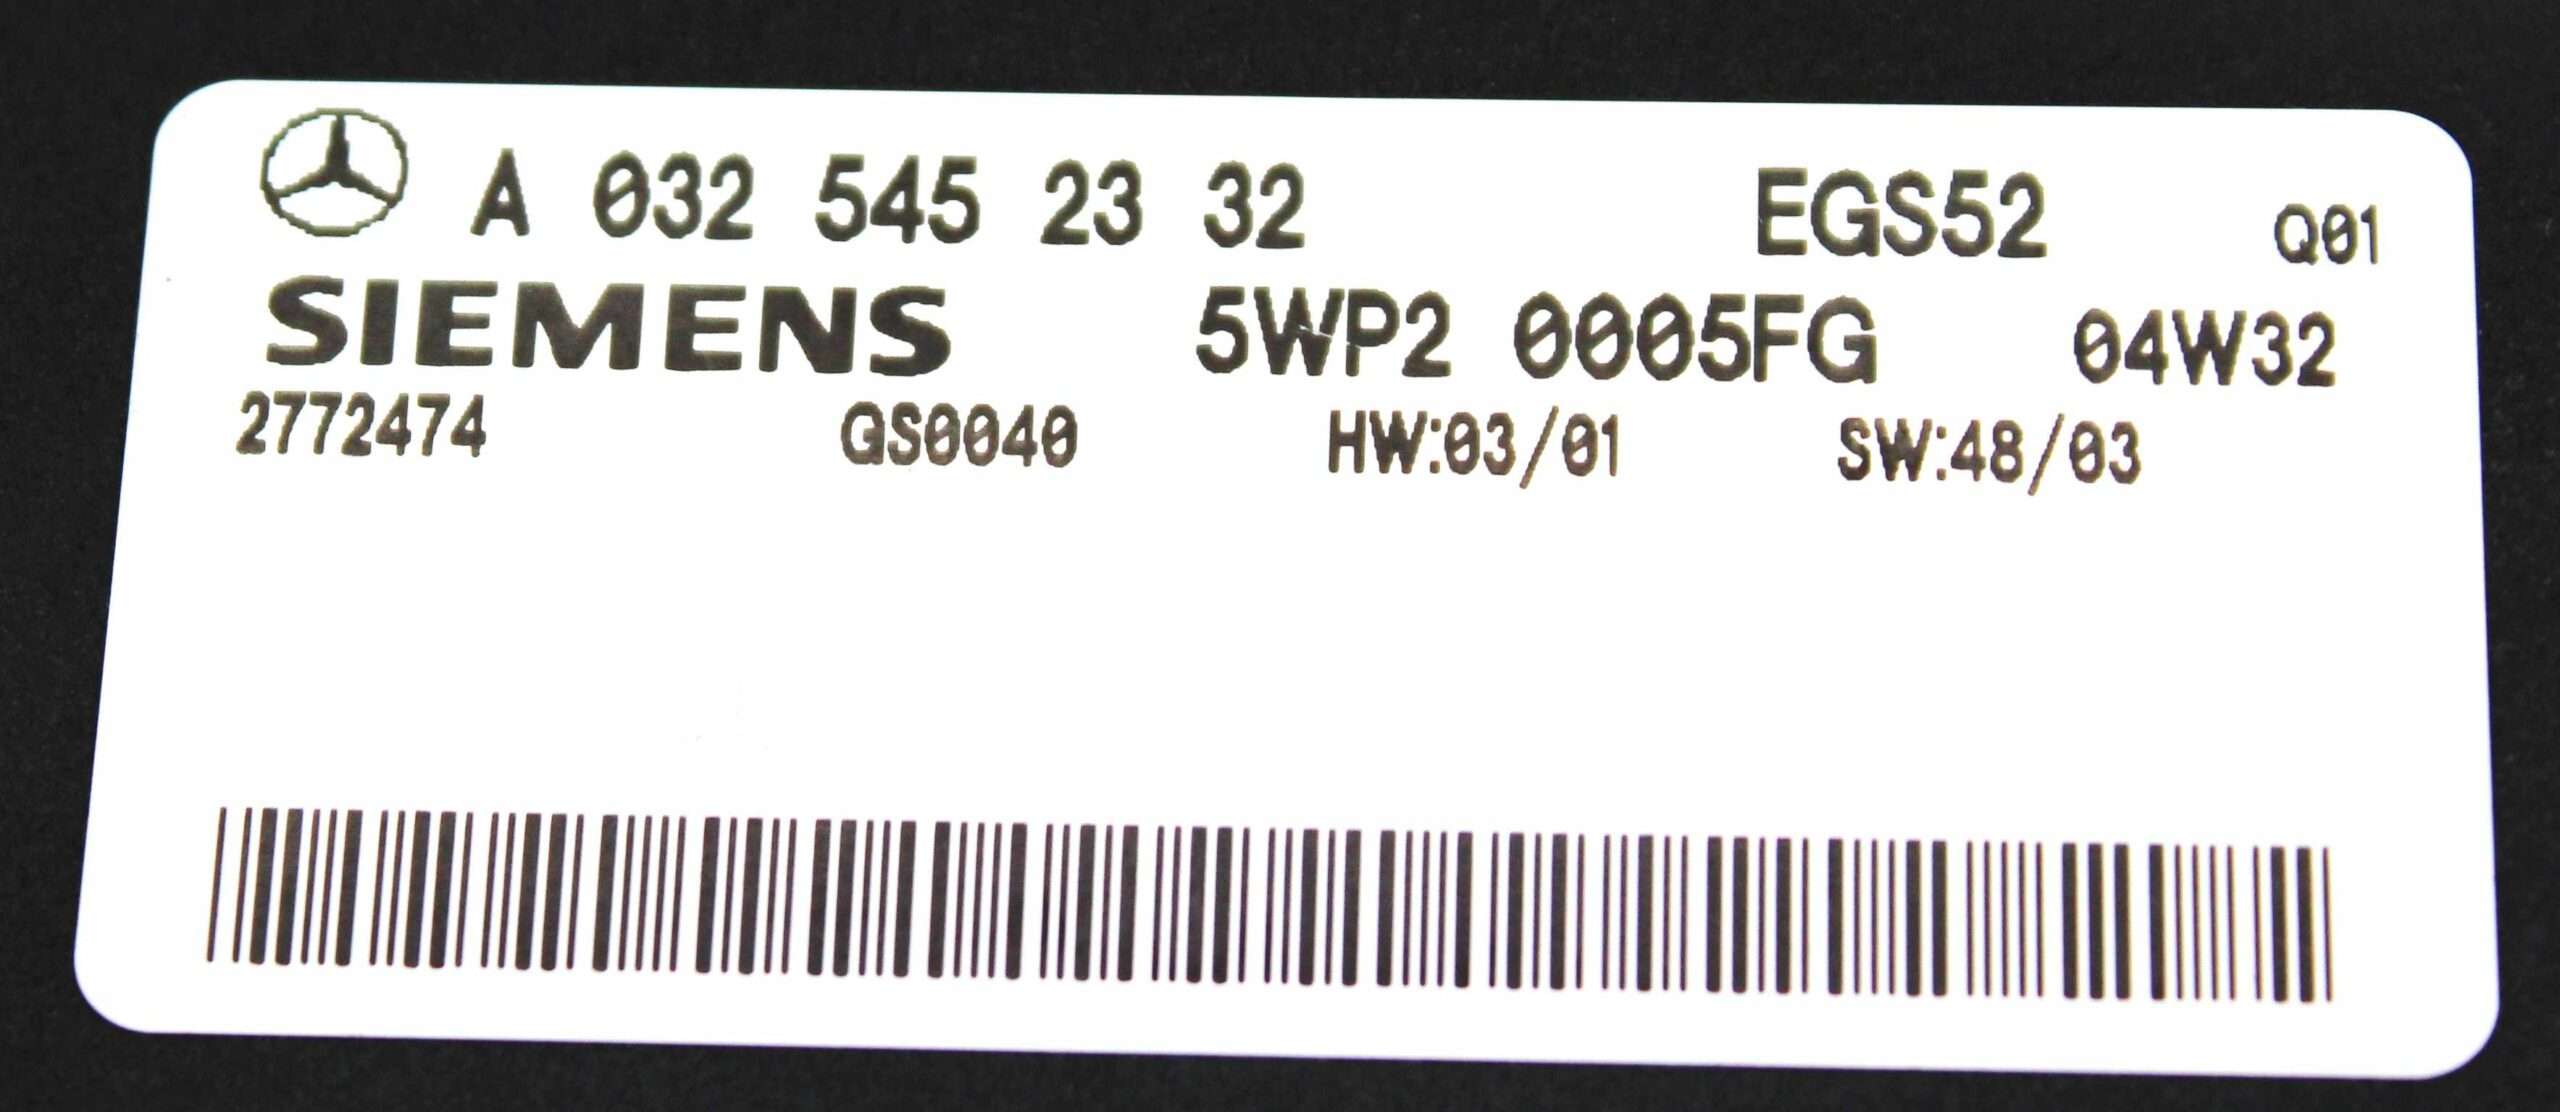 A 032 545 23 32 EGS52 Q01
SIEMENS 5WP2 0005FG 04W32
2772474 GS0040 HW:03/01 SW:48/03